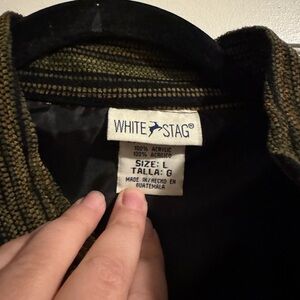 WHITE STAG®
100% ACRYLIC
100% ACRILICO
SIZE: L
TALLA: G
MADE IN/HECHO EN
GUATEMALA